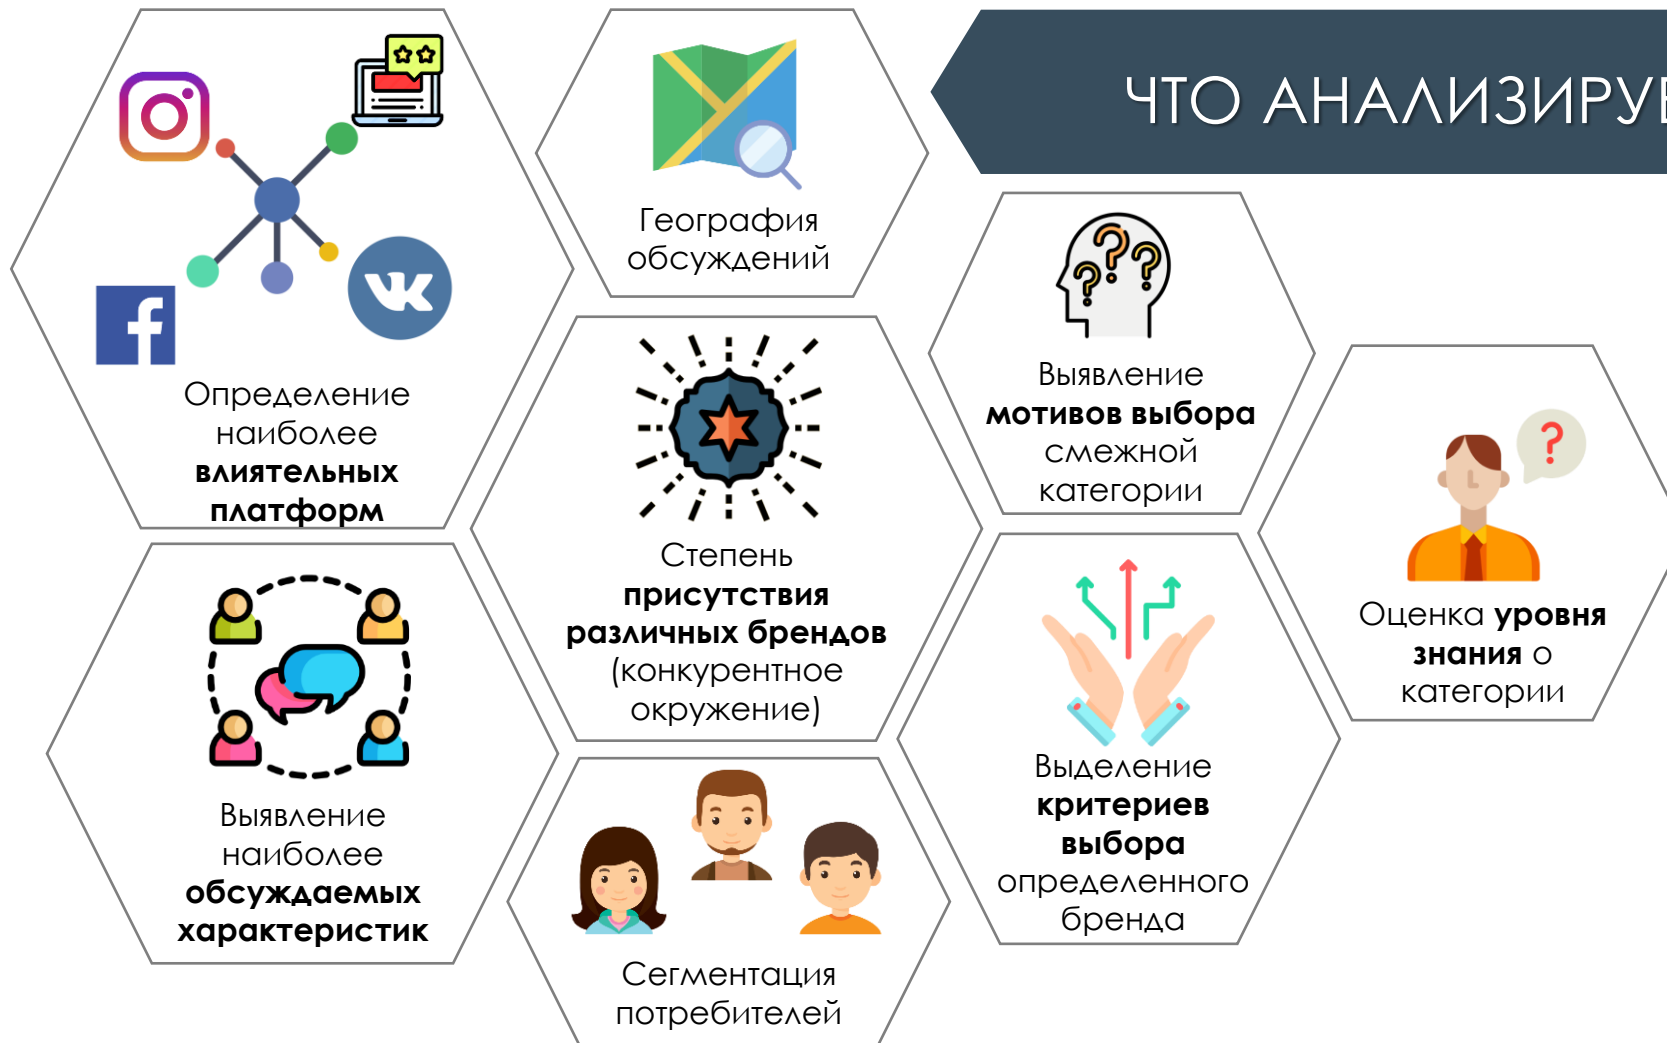 ЧТО АНАЛИЗИРУЕ
География
обсуждений
Определение
наиболее
влиятельных
платформ
Выявление
мотивов выбора
смежной
категории
Степень
присутствия
различных брендов
(конкурентное
окружение)
Оценка уровня
знания о
категории
Выявление
наиболее
обсуждаемых
характеристик
Выделение
критериев
выбора
определенного
бренда
Сегментация
потребителей